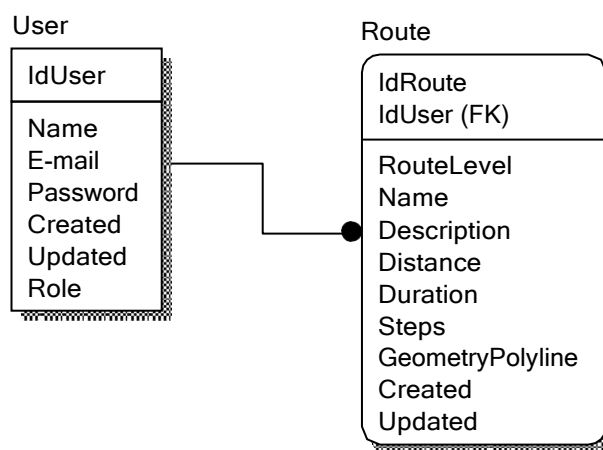 User
IdUser
Name
E-mail
Password
Created
Updated
Role
Route
IdRoute
IdUser (FK)
RouteLevel
Name
Description
Distance
Duration
Steps
GeometryPolyline
Created
Updated